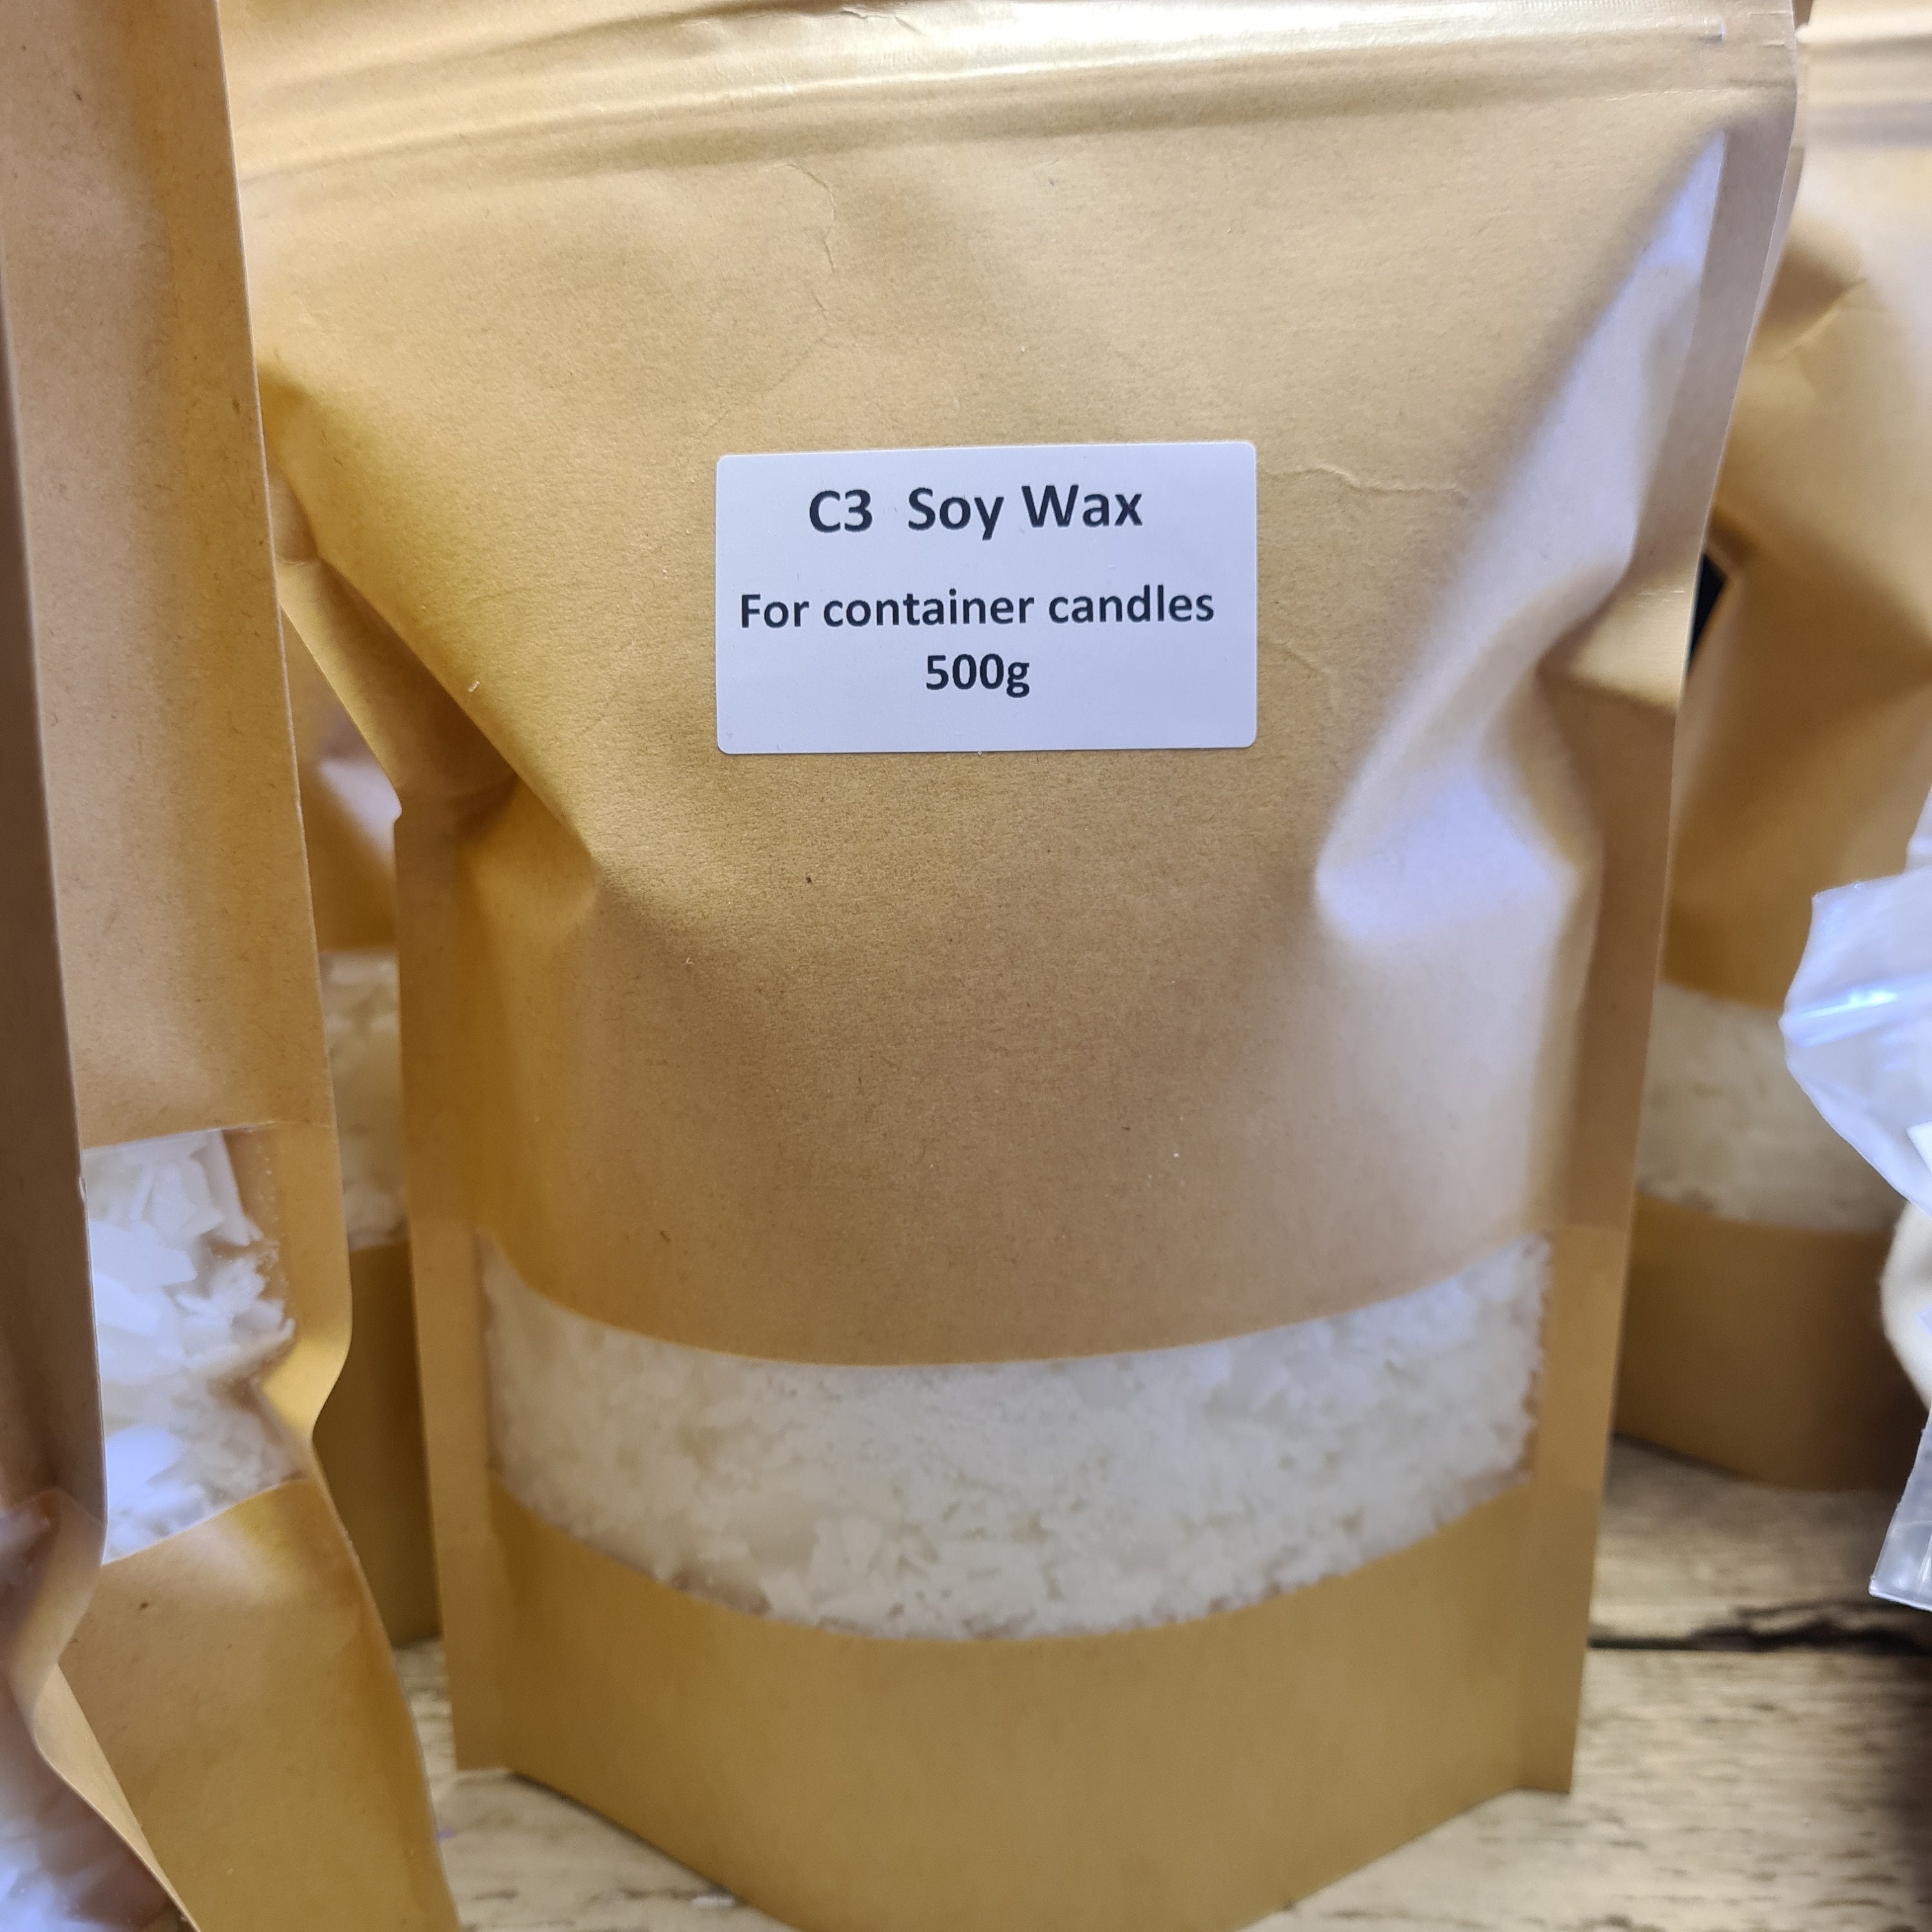 C3 Soy Wax
For container candles
500g